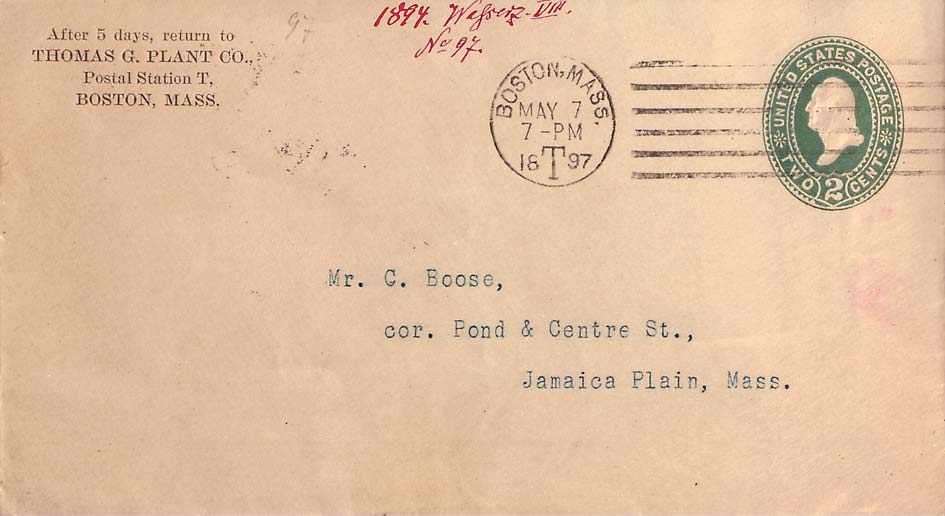 After 5 days, return to
THOMAS G. PLANT CO.,
Postal Station T,
BOSTON, MASS.
97
1894. VIII.
No 97.
BOSTON, MASS.
MAY 7
7-PM
18 T 97
UNITED STATES POSTAGE
TWO 2 CENTS
Mr. C. Boose,
cor. Pond & Centre St.,
Jamaica Plain, Mass.